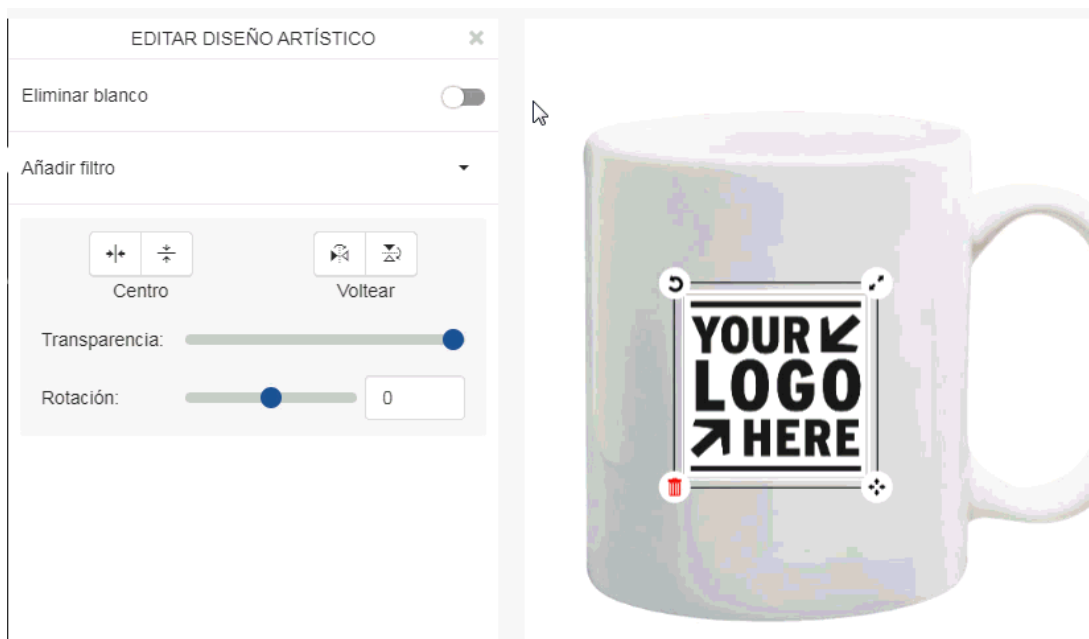 EDITAR DISEÑO ARTÍSTICO
Eliminar blanco
Añadir filtro
Centro
Voltear
Transparencia:
Rotación:
0
YOUR
LOGO
HERE